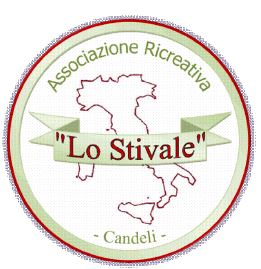 Associazione Ricreativa
"Lo Stivale"
- Candeli -